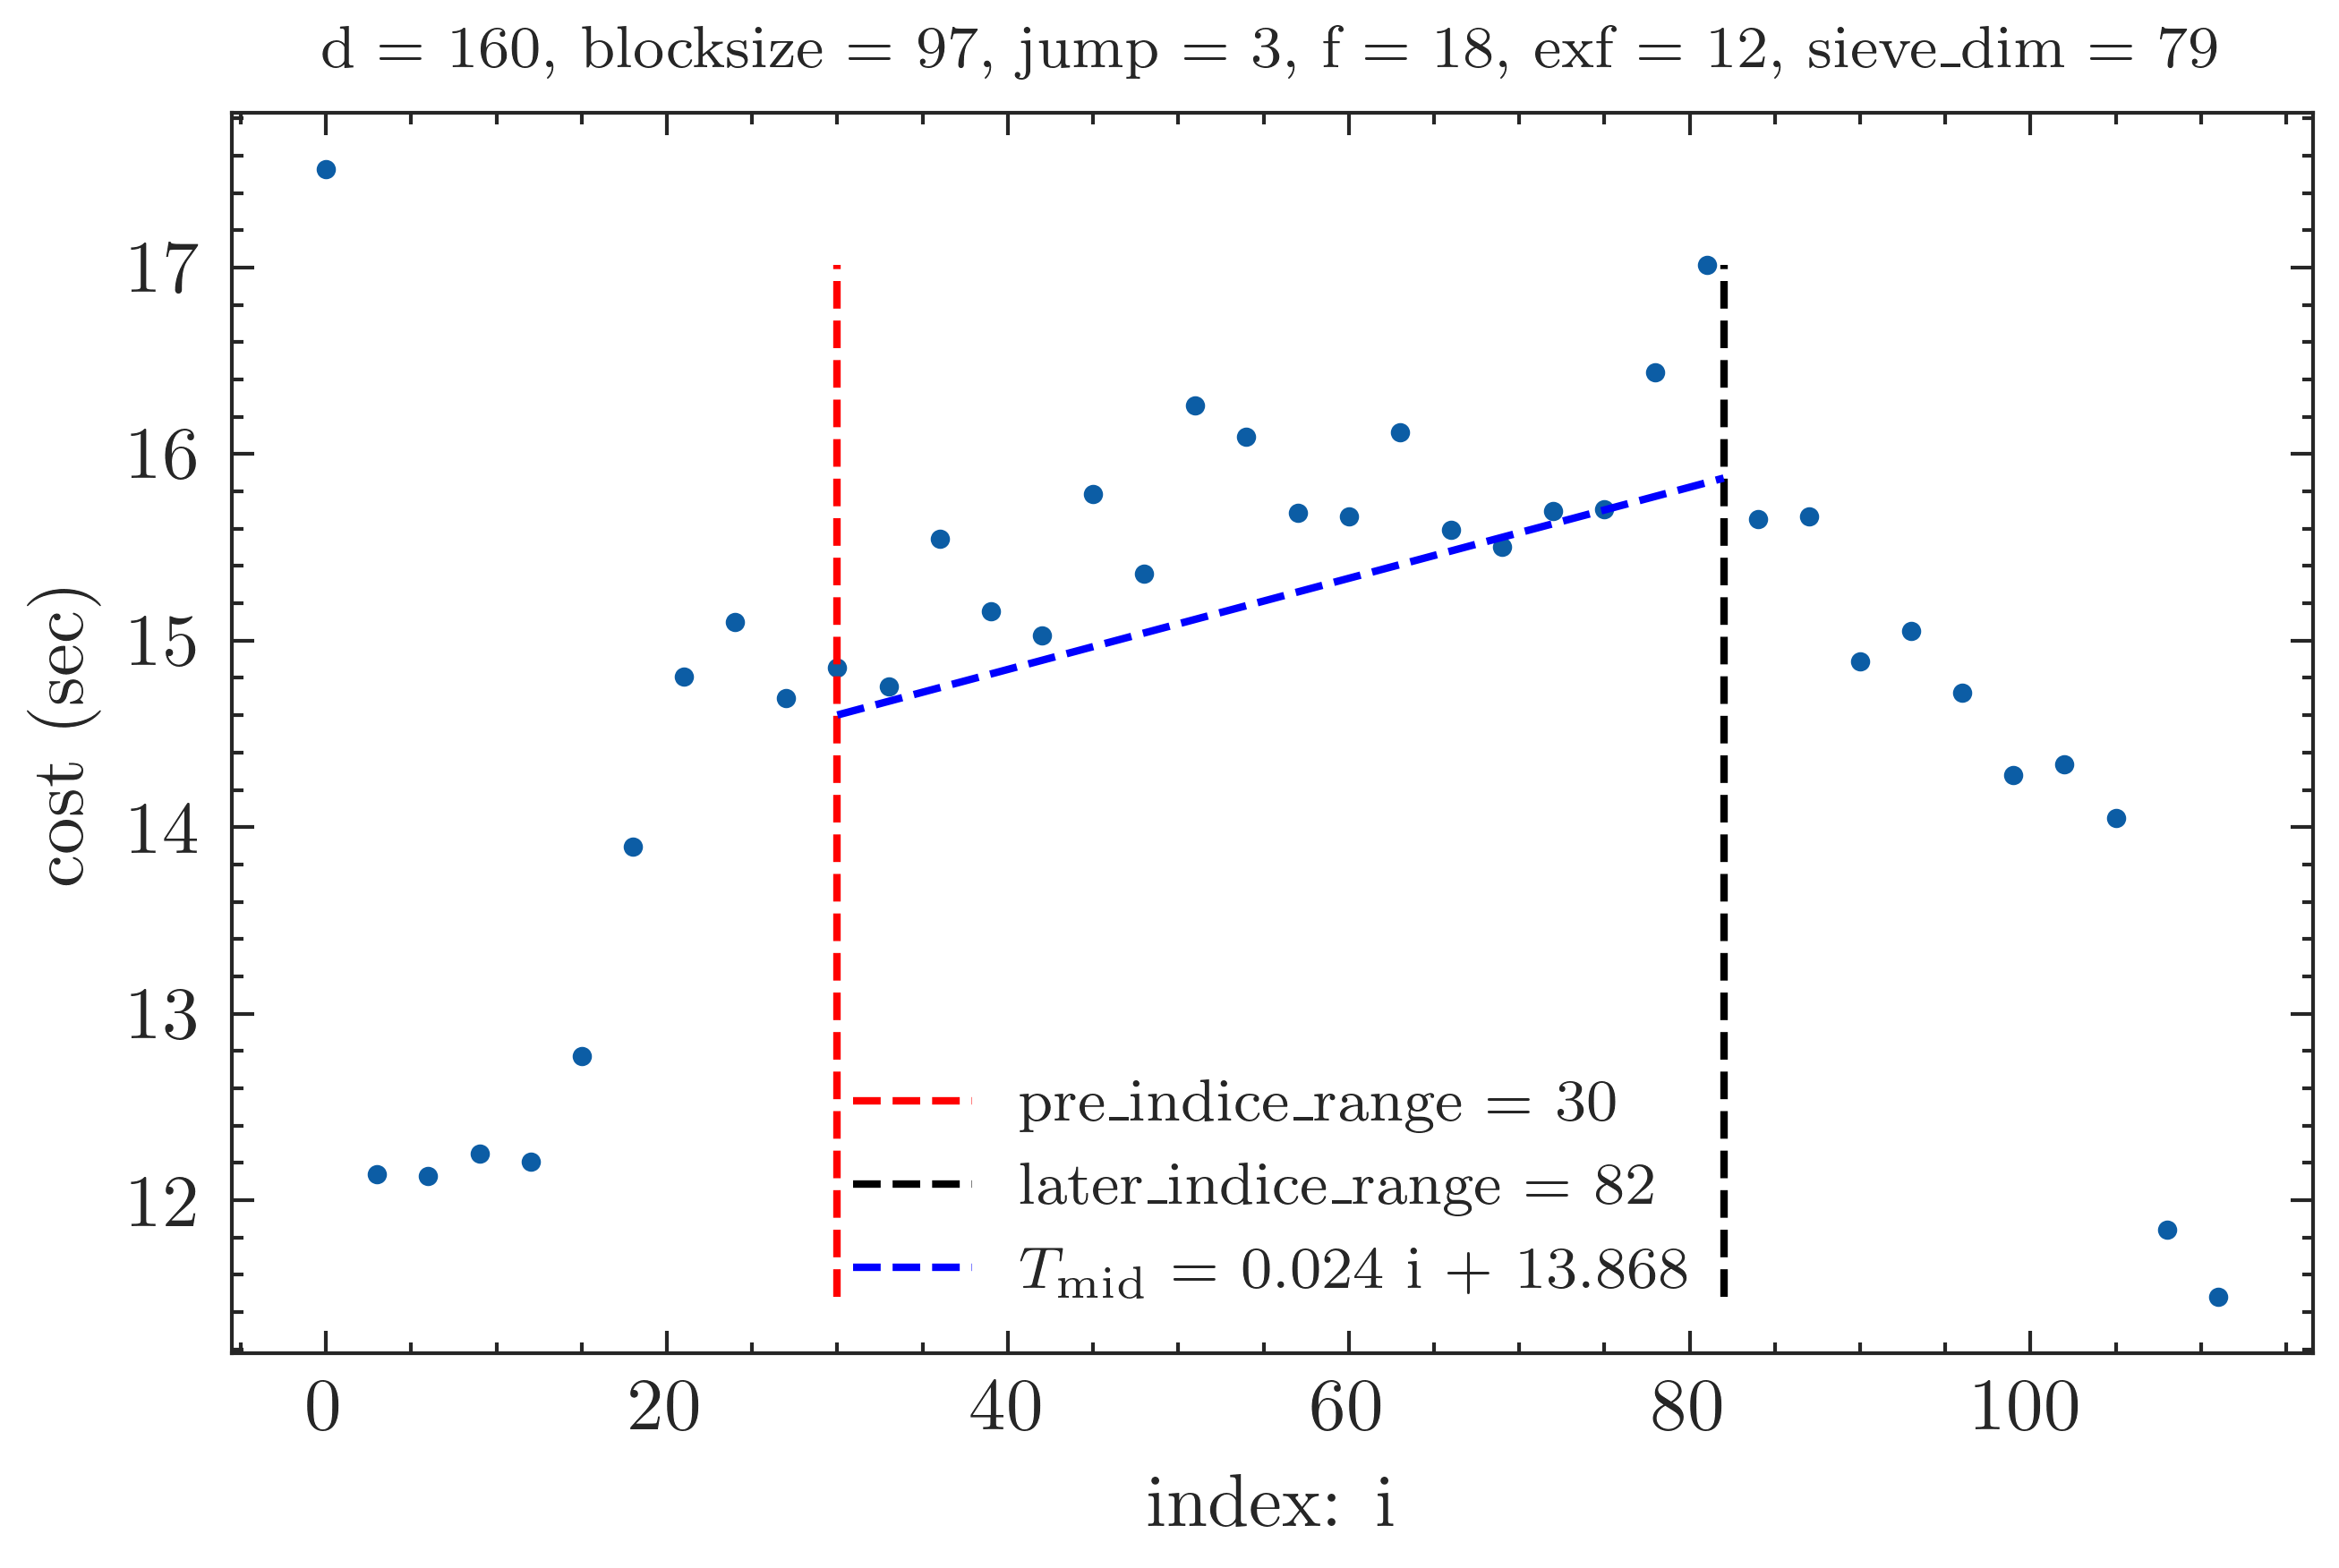 d = 160, blocksize = 97, jump = 3, f = 18, exf = 12, sieve_dim = 79
cost (sec)
17
16
15
14
13
12
pre_indice_range = 30
later_indice_range = 82
T_mid = 0.024 i + 13.868
0 20 40 60 80 100
index: i